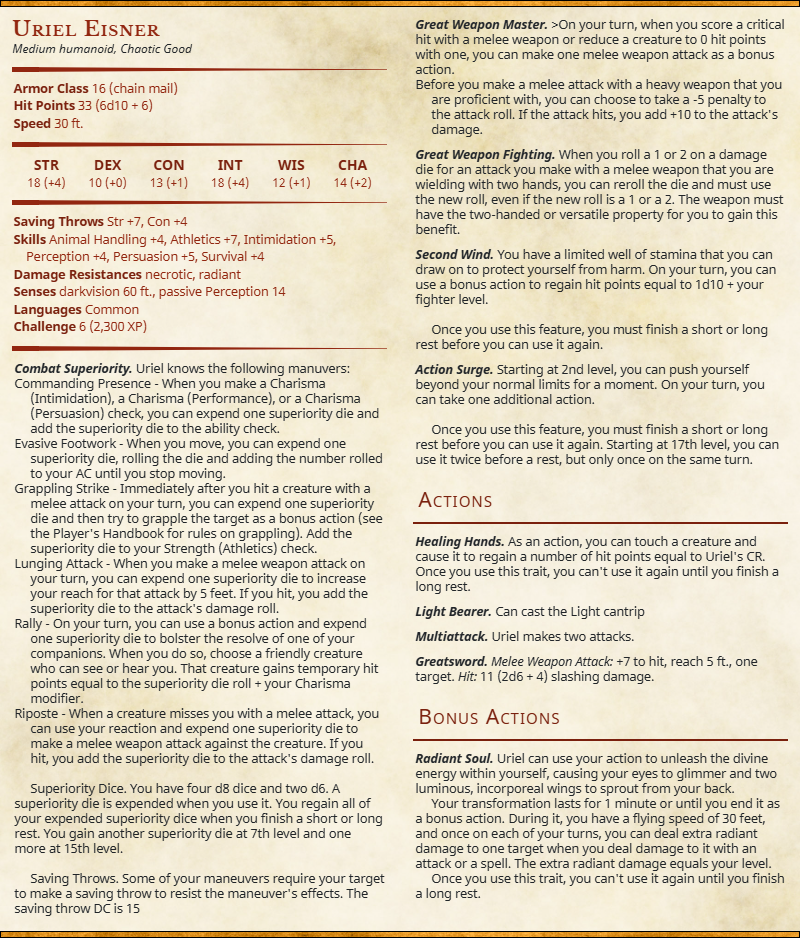 Uriel Eisner
Medium humanoid, Chaotic Good
Armor Class 16 (chain mail)
Hit Points 33 (6d10 + 6)
Speed 30 ft.
STR DEX CON INT WIS CHA
18 (+4) 10 (+0) 13 (+1) 18 (+4) 12 (+1) 14 (+2)
Saving Throws Str +7, Con +4
Skills Animal Handling +4, Athletics +7, Intimidation +5,
Perception +4, Persuasion +5, Survival +4
Damage Resistances necrotic, radiant
Senses darkvision 60 ft., passive Perception 14
Languages Common
Challenge 6 (2,300 XP)
Combat Superiority. Uriel knows the following manuvers:
Commanding Presence - When you make a Charisma
(Intimidation), a Charisma (Performance), or a Charisma
(Persuasion) check, you can expend one superiority die and
add the superiority die to the ability check.
Evasive Footwork - When you move, you can expend one
superiority die, rolling the die and adding the number rolled
to your AC until you stop moving.
Grappling Strike - Immediately after you hit a creature with a
melee attack on your turn, you can expend one superiority
die and then try to grapple the target as a bonus action (see
the Player's Handbook for rules on grappling). Add the
superiority die to your Strength (Athletics) check.
Lunging Attack - When you make a melee weapon attack on
your turn, you can expend one superiority die to increase
your reach for that attack by 5 feet. If you hit, you add the
superiority die to the attack's damage roll.
Rally - On your turn, you can use a bonus action and expend
one superiority die to bolster the resolve of one of your
companions. When you do so, choose a friendly creature
who can see or hear you. That creature gains temporary hit
points equal to the superiority die roll + your Charisma
modifier.
Riposte - When a creature misses you with a melee attack, you
can use your reaction and expend one superiority die to
make a melee weapon attack against the creature. If you
hit, you add the superiority die to the attack's damage roll.
Superiority Dice. You have four d8 dice and two d6. A
superiority die is expended when you use it. You regain all of
your expended superiority dice when you finish a short or long
rest. You gain another superiority die at 7th level and one
more at 15th level.
Saving Throws. Some of your maneuvers require your target
to make a saving throw to resist the maneuver's effects. The
saving throw DC is 15
Great Weapon Master. >On your turn, when you score a critical
hit with a melee weapon or reduce a creature to 0 hit points
with one, you can make one melee weapon attack as a bonus
action.
Before you make a melee attack with a heavy weapon that you
are proficient with, you can choose to take a -5 penalty to
the attack roll. If the attack hits, you add +10 to the attack's
damage.
Great Weapon Fighting. When you roll a 1 or 2 on a damage
die for an attack you make with a melee weapon that you are
wielding with two hands, you can reroll the die and must use
the new roll, even if the new roll is a 1 or a 2. The weapon must
have the two-handed or versatile property for you to gain this
benefit.
Second Wind. You have a limited well of stamina that you can
draw on to protect yourself from harm. On your turn, you can
use a bonus action to regain hit points equal to 1d10 + your
fighter level.
Once you use this feature, you must finish a short or long
rest before you can use it again.
Action Surge. Starting at 2nd level, you can push yourself
beyond your normal limits for a moment. On your turn, you
can take one additional action.
Once you use this feature, you must finish a short or long
rest before you can use it again. Starting at 17th level, you can
use it twice before a rest, but only once on the same turn.
Actions
Healing Hands. As an action, you can touch a creature and
cause it to regain a number of hit points equal to Uriel's CR.
Once you use this trait, you can't use it again until you finish a
long rest.
Light Bearer. Can cast the Light cantrip
Multiattack. Uriel makes two attacks.
Greatsword. Melee Weapon Attack: +7 to hit, reach 5 ft., one
target. Hit: 11 (2d6 + 4) slashing damage.
Bonus Actions
Radiant Soul. Uriel can use your action to unleash the divine
energy within yourself, causing your eyes to glimmer and two
luminous, incorporeal wings to sprout from your back.
Your transformation lasts for 1 minute or until you end it as
a bonus action. During it, you have a flying speed of 30 feet,
and once on each of your turns, you can deal extra radiant
damage to one target when you deal damage to it with an
attack or a spell. The extra radiant damage equals your level.
Once you use this trait, you can't use it again until you finish
a long rest.